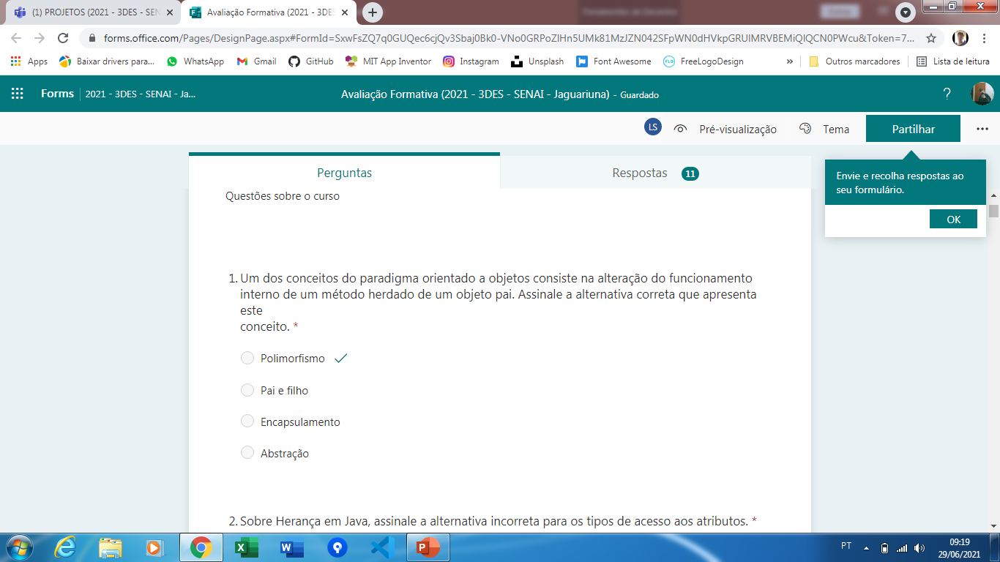 (1) PROJETOS (2021 - 3DES - SEN
Avaliação Formativa (2021 - 3DES
forms.office.com/Pages/DesignPage.aspx#FormId=SxwFsZQ7q0GUQec6cjQv3Sbaj0Bk0-VNo0GRPoZlHn5UMk81MzJZN042SFpWN0dHVkpGRUlMRVBEMiQlQCN0PWcu&Token=7...
Apps
Baixar drivers para...
WhatsApp
Gmail
GitHub
MIT App Inventor
Instagram
Unsplash
Font Awesome
FreeLogoDesign
»
Outros marcadores
Lista de leitura
Forms
2021 - 3DES - SENAI - Ja...
Avaliação Formativa (2021 - 3DES - SENAI - Jaguariuna) - Guardado
?
LS
Pré-visualização
Tema
Partilhar
Perguntas
Respostas 11
Envie e recolha respostas ao
seu formulário.
OK
Questões sobre o curso
1. Um dos conceitos do paradigma orientado a objetos consiste na alteração do funcionamento
interno de um método herdado de um objeto pai. Assinale a alternativa correta que apresenta
este
conceito. *
Polimorfismo
Pai e filho
Encapsulamento
Abstração
2. Sobre Herança em Java, assinale a alternativa incorreta para os tipos de acesso aos atributos. *
PT
09:19
29/06/2021